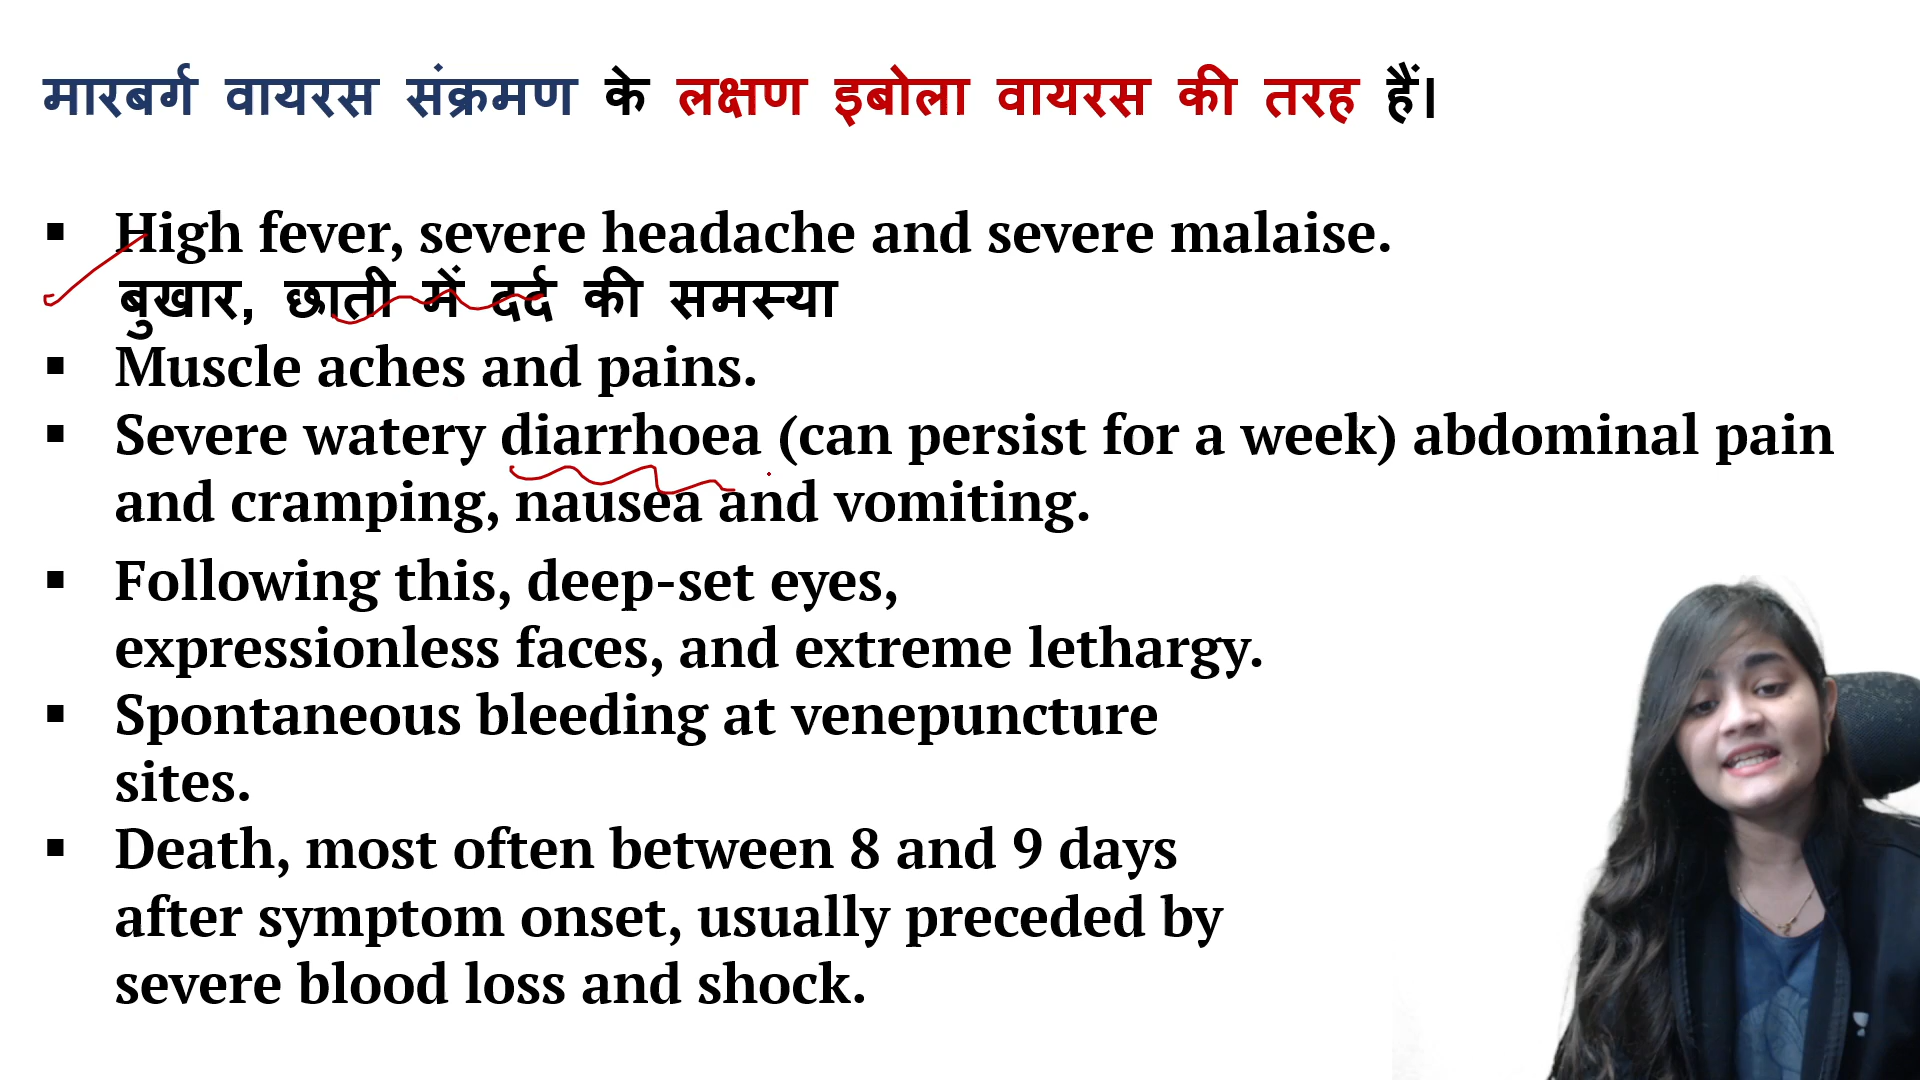 मारबर्ग वायरस संक्रमण के लक्षण इबोला वायरस की तरह हैं।
▪ High fever, severe headache and severe malaise.
बुखार, छाती में दर्द की समस्या
▪ Muscle aches and pains.
▪ Severe watery diarrhoea (can persist for a week) abdominal pain
and cramping, nausea and vomiting.
▪ Following this, deep-set eyes,
expressionless faces, and extreme lethargy.
▪ Spontaneous bleeding at venepuncture
sites.
▪ Death, most often between 8 and 9 days
after symptom onset, usually preceded by
severe blood loss and shock.